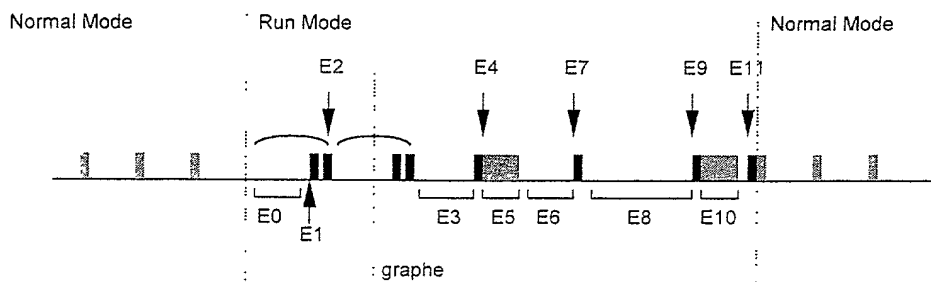 Normal Mode Run Mode Normal Mode
E2 E4 E7 E9 E11
E0 E3 E5 E6 E8 E10
E1
: graphe